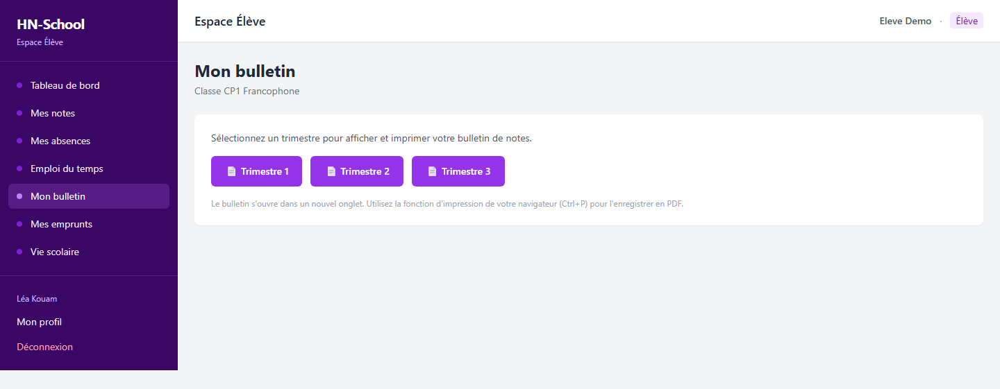 HN-School
Espace Élève
Tableau de bord
Mes notes
Mes absences
Emploi du temps
Mon bulletin
Mes emprunts
Vie scolaire
Léa Kouam
Mon profil
Déconnexion
Espace Élève
Eleve Demo · Élève
Mon bulletin
Classe CP1 Francophone
Sélectionnez un trimestre pour afficher et imprimer votre bulletin de notes.
Trimestre 1 Trimestre 2 Trimestre 3
Le bulletin s'ouvre dans un nouvel onglet. Utilisez la fonction d'impression de votre navigateur (Ctrl+P) pour l'enregistrer en PDF.